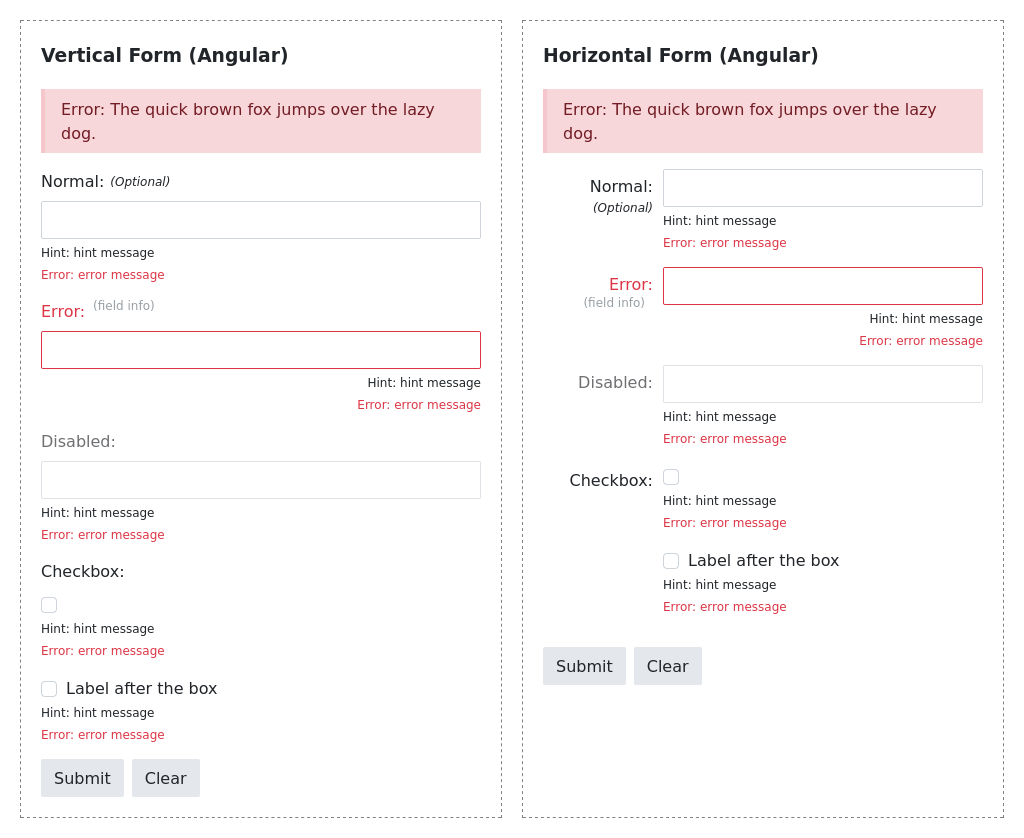 Vertical Form (Angular)
Error: The quick brown fox jumps over the lazy
dog.
Normal: (Optional)
Hint: hint message
Error: error message
Error: (field info)
Hint: hint message
Error: error message
Disabled:
Hint: hint message
Error: error message
Checkbox:
Hint: hint message
Error: error message
Label after the box
Hint: hint message
Error: error message
Submit Clear
Horizontal Form (Angular)
Error: The quick brown fox jumps over the lazy
dog.
Normal:
(Optional)
Hint: hint message
Error: error message
Error:
(field info)
Hint: hint message
Error: error message
Disabled:
Hint: hint message
Error: error message
Checkbox:
Hint: hint message
Error: error message
Label after the box
Hint: hint message
Error: error message
Submit Clear